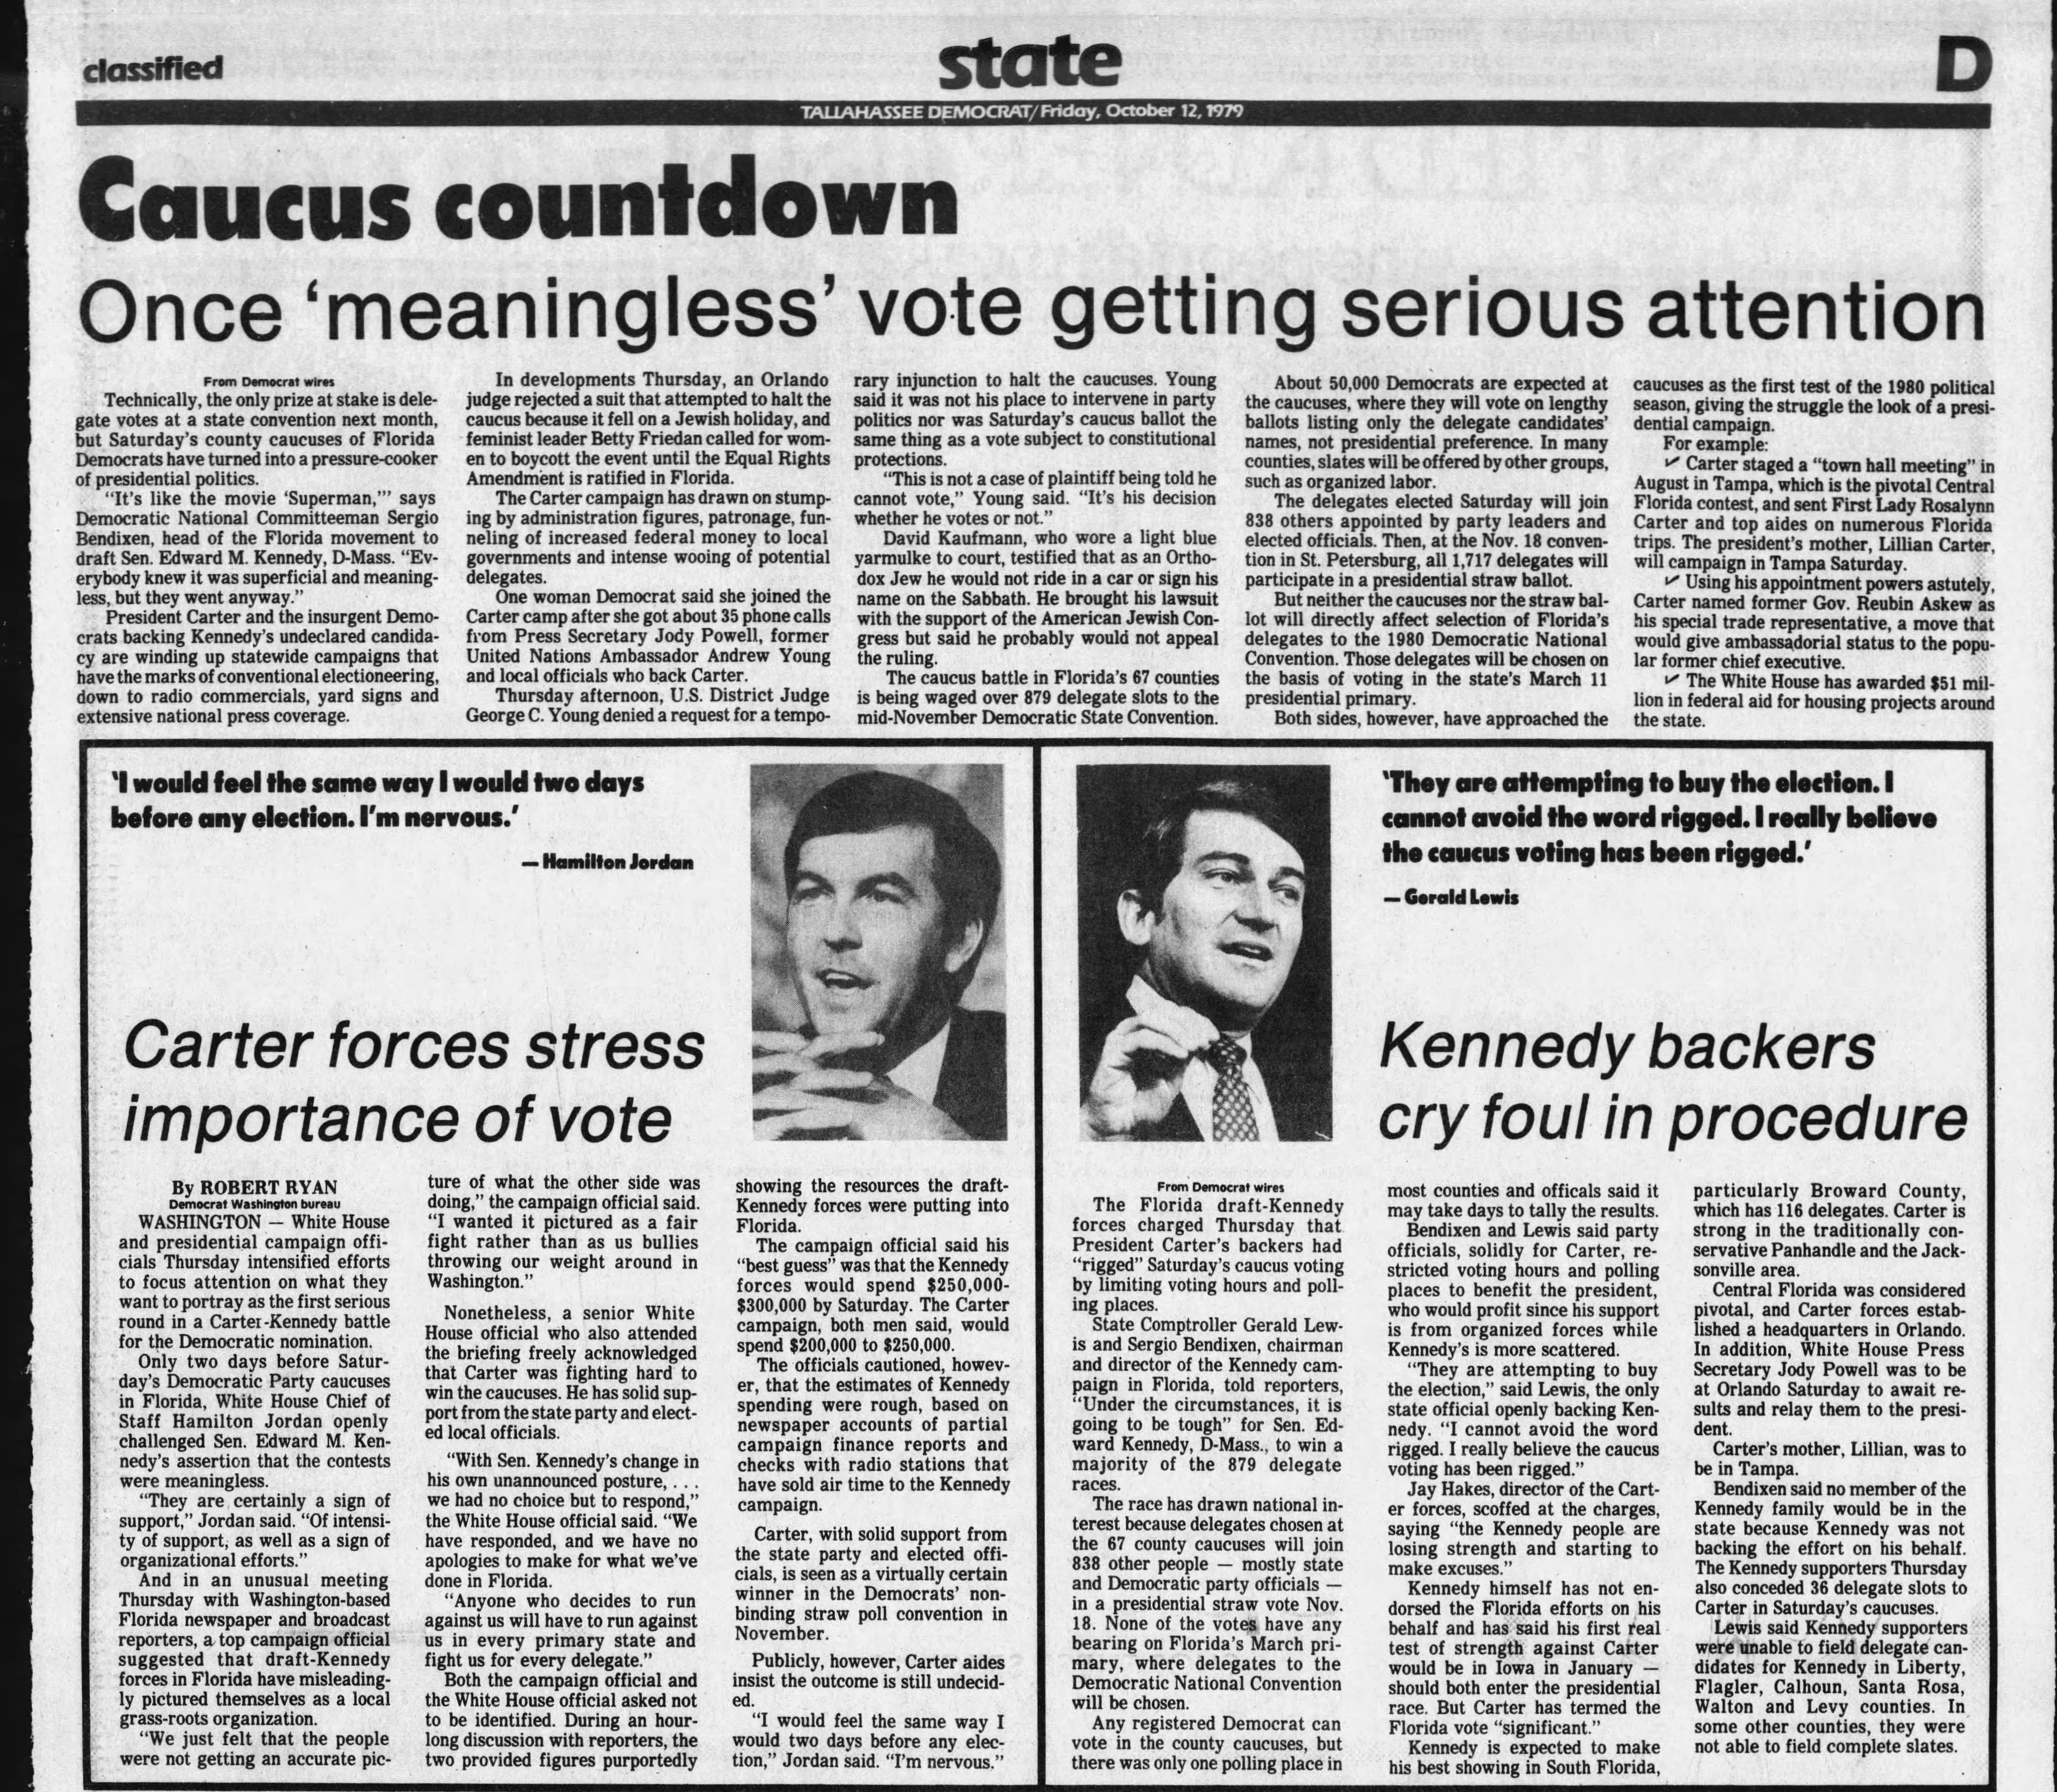 classified
state
D
TALLAHASSEE DEMOCRAT/Friday, October 12, 1979
Caucus countdown
Once ‘meaningless’ vote getting serious attention
From Democrat wires
Technically, the only prize at stake is dele-
gate votes at a state convention next month,
but Saturday’s county caucuses of Florida
Democrats have turned into a pressure-cooker
of presidential politics.
“It’s like the movie ‘Superman,’” says
Democratic National Committeeman Sergio
Bendixen, head of the Florida movement to
draft Sen. Edward M. Kennedy, D-Mass. “Ev-
erybody knew it was superficial and meaning-
less, but they went anyway.”
President Carter and the insurgent Demo-
crats backing Kennedy’s undeclared candida-
cy are winding up statewide campaigns that
have the marks of conventional electioneering,
down to radio commercials, yard signs and
extensive national press coverage.
In developments Thursday, an Orlando
judge rejected a suit that attempted to halt the
caucus because it fell on a Jewish holiday, and
feminist leader Betty Friedan called for wom-
en to boycott the event until the Equal Rights
Amendment is ratified in Florida.
The Carter campaign has drawn on stump-
ing by administration figures, patronage, fun-
neling of increased federal money to local
governments and intense wooing of potential
delegates.
One woman Democrat said she joined the
Carter camp after she got about 35 phone calls
from Press Secretary Jody Powell, former
United Nations Ambassador Andrew Young
and local officials who back Carter.
Thursday afternoon, U.S. District Judge
George C. Young denied a request for a tempo-
rary injunction to halt the caucuses. Young
said it was not his place to intervene in party
politics nor was Saturday’s caucus ballot the
same thing as a vote subject to constitutional
protections.
“This is not a case of plaintiff being told he
cannot vote,” Young said. “It’s his decision
whether he votes or not.”
David Kaufmann, who wore a light blue
yarmulke to court, testified that as an Ortho-
dox Jew he would not ride in a car or sign his
name on the Sabbath. He brought his lawsuit
with the support of the American Jewish Con-
gress but said he probably would not appeal
the ruling.
The caucus battle in Florida’s 67 counties
is being waged over 879 delegate slots to the
mid-November Democratic State Convention.
About 50,000 Democrats are expected at
the caucuses, where they will vote on lengthy
ballots listing only the delegate candidates’
names, not presidential preference. In many
counties, slates will be offered by other groups,
such as organized labor.
The delegates elected Saturday will join
838 others appointed by party leaders and
elected officials. Then, at the Nov. 18 conven-
tion in St. Petersburg, all 1,717 delegates will
participate in a presidential straw ballot.
But neither the caucuses nor the straw bal-
lot will directly affect selection of Florida’s
delegates to the 1980 Democratic National
Convention. Those delegates will be chosen on
the basis of voting in the state’s March 11
presidential primary.
Both sides, however, have approached the
caucuses as the first test of the 1980 political
season, giving the struggle the look of a presi-
dential campaign.
For example:
✓ Carter staged a “town hall meeting” in
August in Tampa, which is the pivotal Central
Florida contest, and sent First Lady Rosalynn
Carter and top aides on numerous Florida
trips. The president’s mother, Lillian Carter,
will campaign in Tampa Saturday.
✓ Using his appointment powers astutely,
Carter named former Gov. Reubin Askew as
his special trade representative, a move that
would give ambassadorial status to the popu-
lar former chief executive.
✓ The White House has awarded $51 mil-
lion in federal aid for housing projects around
the state.
‘I would feel the same way I would two days
before any election. I’m nervous.’
— Hamilton Jordan
Carter forces stress
importance of vote
By ROBERT RYAN
Democrat Washington bureau
WASHINGTON — White House
and presidential campaign offi-
cials Thursday intensified efforts
to focus attention on what they
want to portray as the first serious
round in a Carter-Kennedy battle
for the Democratic nomination.
Only two days before Satur-
day’s Democratic Party caucuses
in Florida, White House Chief of
Staff Hamilton Jordan openly
challenged Sen. Edward M. Ken-
nedy’s assertion that the contests
were meaningless.
“They are certainly a sign of
support,” Jordan said. “Of intensi-
ty of support, as well as a sign of
organizational efforts.”
And in an unusual meeting
Thursday with Washington-based
Florida newspaper and broadcast
reporters, a top campaign official
suggested that draft-Kennedy
forces in Florida have misleading-
ly pictured themselves as a local
grass-roots organization.
“We just felt that the people
were not getting an accurate pic-
ture of what the other side was
doing,” the campaign official said.
“I wanted it pictured as a fair
fight rather than as us bullies
throwing our weight around in
Washington.”
Nonetheless, a senior White
House official who also attended
the briefing freely acknowledged
that Carter was fighting hard to
win the caucuses. He has solid sup-
port from the state party and elect-
ed local officials.
“With Sen. Kennedy’s change in
his own unannounced posture, . . .
we had no choice but to respond,”
the White House official said. “We
have responded, and we have no
apologies to make for what we’ve
done in Florida.
“Anyone who decides to run
against us will have to run against
us in every primary state and
fight us for every delegate.”
Both the campaign official and
the White House official asked not
to be identified. During an hour-
long discussion with reporters, the
two provided figures purportedly
showing the resources the draft-
Kennedy forces were putting into
Florida.
The campaign official said his
“best guess” was that the Kennedy
forces would spend $250,000-
$300,000 by Saturday. The Carter
campaign, both men said, would
spend $200,000 to $250,000.
The officials cautioned, howev-
er, that the estimates of Kennedy
spending were rough, based on
newspaper accounts of partial
campaign finance reports and
checks with radio stations that
have sold air time to the Kennedy
campaign.
Carter, with solid support from
the state party and elected offi-
cials, is seen as a virtually certain
winner in the Democrats’ non-
binding straw poll convention in
November.
Publicly, however, Carter aides
insist the outcome is still undecid-
ed.
“I would feel the same way I
would two days before any elec-
tion,” Jordan said. “I’m nervous.”
‘They are attempting to buy the election. I
cannot avoid the word rigged. I really believe
the caucus voting has been rigged.’
— Gerald Lewis
Kennedy backers
cry foul in procedure
From Democrat wires
The Florida draft-Kennedy
forces charged Thursday that
President Carter’s backers had
“rigged” Saturday’s caucus voting
by limiting voting hours and poll-
ing places.
State Comptroller Gerald Lew-
is and Sergio Bendixen, chairman
and director of the Kennedy cam-
paign in Florida, told reporters,
“Under the circumstances, it is
going to be tough” for Sen. Ed-
ward Kennedy, D-Mass., to win a
majority of the 879 delegate
races.
The race has drawn national in-
terest because delegates chosen at
the 67 county caucuses will join
838 other people — mostly state
and Democratic party officials —
in a presidential straw vote Nov.
18. None of the votes have any
bearing on Florida’s March pri-
mary, where delegates to the
Democratic National Convention
will be chosen.
Any registered Democrat can
vote in the county caucuses, but
there was only one polling place in
most counties and officals said it
may take days to tally the results.
Bendixen and Lewis said party
officials, solidly for Carter, re-
stricted voting hours and polling
places to benefit the president,
who would profit since his support
is from organized forces while
Kennedy’s is more scattered.
“They are attempting to buy
the election,” said Lewis, the only
state official openly backing Ken-
nedy. “I cannot avoid the word
rigged. I really believe the caucus
voting has been rigged.”
Jay Hakes, director of the Cart-
er forces, scoffed at the charges,
saying “the Kennedy people are
losing strength and starting to
make excuses.”
Kennedy himself has not en-
dorsed the Florida efforts on his
behalf and has said his first real
test of strength against Carter
would be in Iowa in January —
should both enter the presidential
race. But Carter has termed the
Florida vote “significant.”
Kennedy is expected to make
his best showing in South Florida,
particularly Broward County,
which has 116 delegates. Carter is
strong in the traditionally con-
servative Panhandle and the Jack-
sonville area.
Central Florida was considered
pivotal, and Carter forces estab-
lished a headquarters in Orlando.
In addition, White House Press
Secretary Jody Powell was to be
at Orlando Saturday to await re-
sults and relay them to the presi-
dent.
Carter’s mother, Lillian, was to
be in Tampa.
Bendixen said no member of the
Kennedy family would be in the
state because Kennedy was not
backing the effort on his behalf.
The Kennedy supporters Thursday
also conceded 36 delegate slots to
Carter in Saturday’s caucuses.
Lewis said Kennedy supporters
were unable to field delegate can-
didates for Kennedy in Liberty,
Flagler, Calhoun, Santa Rosa,
Walton and Levy counties. In
some other counties, they were
not able to field complete slates.